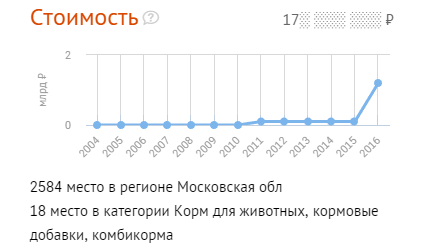 Стоимость ?
17░ ░░░ ░░░ ₽
2
млрд ₽
0
2004 2005 2006 2007 2008 2009 2010 2011 2012 2013 2014 2015 2016
2584 место в регионе Московская обл
18 место в категории Корм для животных, кормовые
добавки, комбикорма